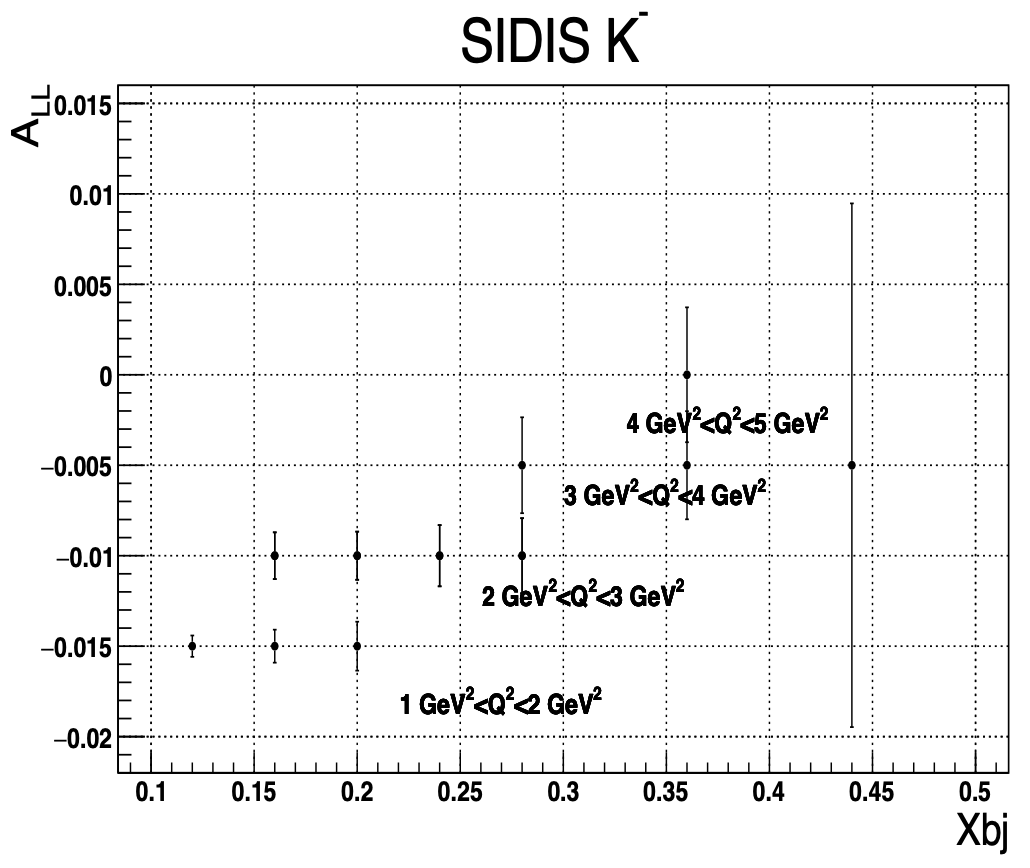 SIDIS K⁻
A_LL
0.015
0.01
0.005
0
−0.005
−0.01
−0.015
−0.02
4 GeV²<Q²<5 GeV²
3 GeV²<Q²<4 GeV²
2 GeV²<Q²<3 GeV²
1 GeV²<Q²<2 GeV²
0.1 0.15 0.2 0.25 0.3 0.35 0.4 0.45 0.5
Xbj